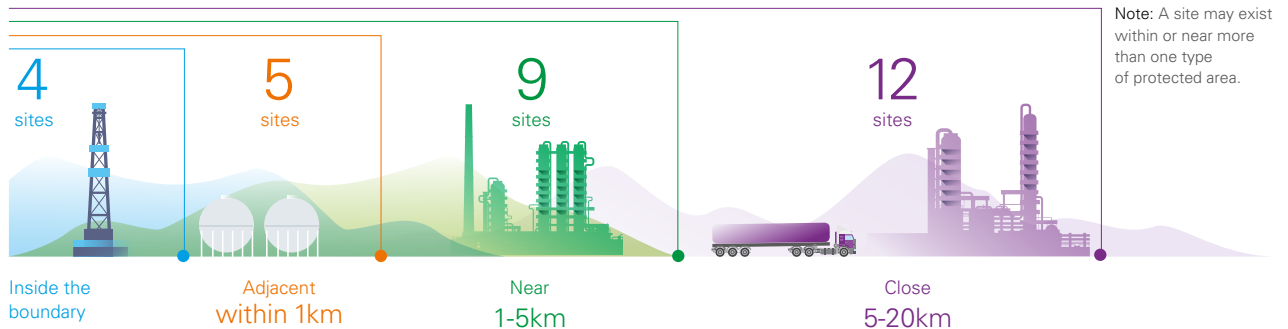 4
sites
5
sites
9
sites
12
sites
Note: A site may exist
within or near more
than one type
of protected area.
Inside the
boundary
Adjacent
within 1km
Near
1-5km
Close
5-20km